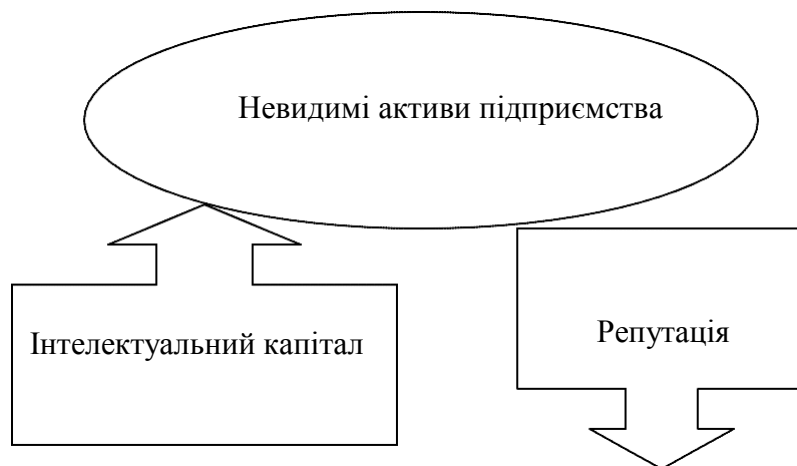 Невидимі активи підприємства
Інтелектуальний капітал
Репутація